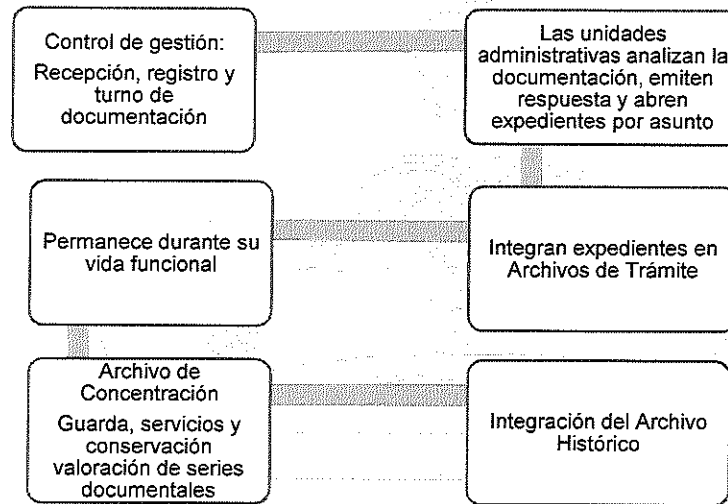 Control de gestión:
Recepción, registro y
turno de
documentación
Las unidades
administrativas analizan la
documentación, emiten
respuesta y abren
expedientes por asunto
Permanece durante su
vida funcional
Integran expedientes en
Archivos de Trámite
Archivo de
Concentración
Guarda, servicios y
conservación
valoración de series
documentales
Integración del Archivo
Histórico